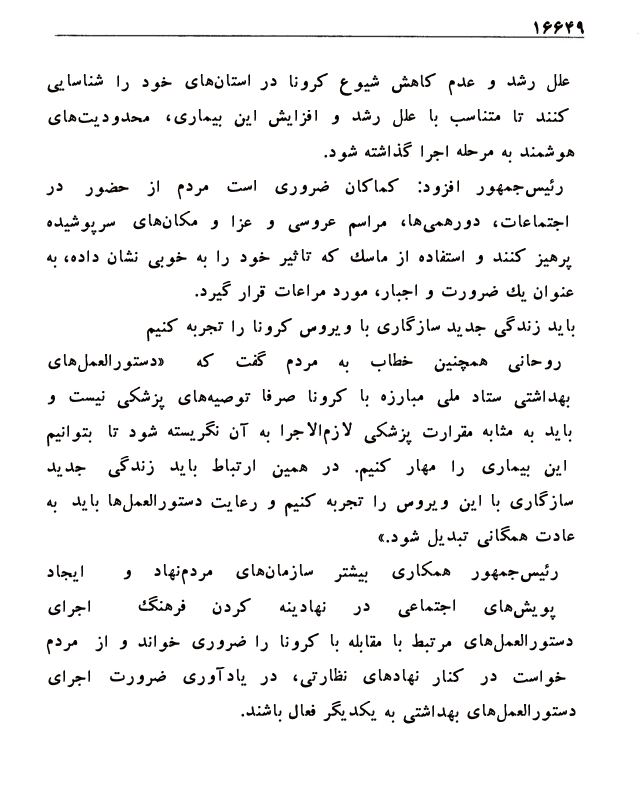 ۱۶۶۴۹
علل رشد و عدم کاهش شیوع کرونا در استان‌های خود را شناسایی
کنند تا متناسب با علل رشد و افزایش این بیماری، محدودیت‌های
هوشمند به مرحله اجرا گذاشته شود.
رئیس‌جمهور افزود: کماکان ضروری است مردم از حضور در
اجتماعات، دورهمی‌ها، مراسم عروسی و عزا و مکان‌های سرپوشیده
پرهیز کنند و استفاده از ماسک که تاثیر خود را به خوبی نشان داده، به
عنوان یک ضرورت و اجبار، مورد مراعات قرار گیرد.
باید زندگی جدید سازگاری با ویروس کرونا را تجربه کنیم
روحانی همچنین خطاب به مردم گفت که «دستورالعمل‌های
بهداشتی ستاد ملی مبارزه با کرونا صرفا توصیه‌های پزشکی نیست و
باید به مثابه مقرارت پزشکی لازم‌الاجرا به آن نگریسته شود تا بتوانیم
این بیماری را مهار کنیم. در همین ارتباط باید زندگی جدید
سازگاری با این ویروس را تجربه کنیم و رعایت دستورالعمل‌ها باید به
عادت همگانی تبدیل شود.»
رئیس‌جمهور همکاری بیشتر سازمان‌های مردم‌نهاد و ایجاد
پویش‌های اجتماعی در نهادینه کردن فرهنگ اجرای
دستورالعمل‌های مرتبط با مقابله با کرونا را ضروری خواند و از مردم
خواست در کنار نهادهای نظارتی، در یادآوری ضرورت اجرای
دستورالعمل‌های بهداشتی به یکدیگر فعال باشند.